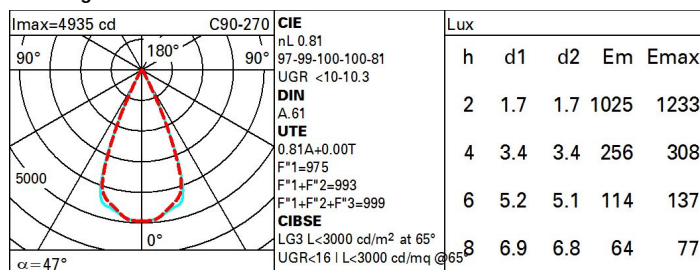 Imax=4935 cd C90-270
90° 180° 90°
5000
0°
α=47°
CIE
nL 0.81
97-99-100-100-81
UGR <10-10.3
DIN
A.61
UTE
0.81A+0.00T
F"1=975
F"1+F"2=993
F"1+F"2+F"3=999
CIBSE
LG3 L<3000 cd/m² at 65°
UGR<16 | L<3000 cd/mq @65°
Lux
h d1 d2 Em Emax
2 1.7 1.7 1025 1233
4 3.4 3.4 256 308
6 5.2 5.1 114 137
8 6.9 6.8 64 77